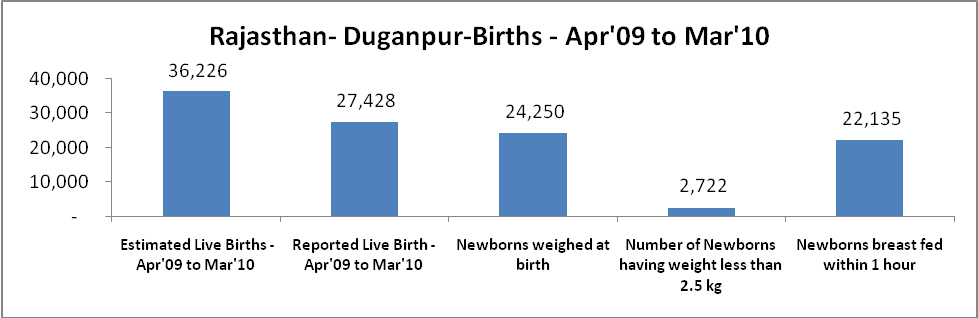 Rajasthan- Duganpur-Births - Apr'09 to Mar'10
40,000
30,000
20,000
10,000
-
36,226
27,428
24,250
2,722
22,135
Estimated Live Births -
Apr'09 to Mar'10
Reported Live Birth -
Apr'09 to Mar'10
Newborns weighed at
birth
Number of Newborns
having weight less than
2.5 kg
Newborns breast fed
within 1 hour